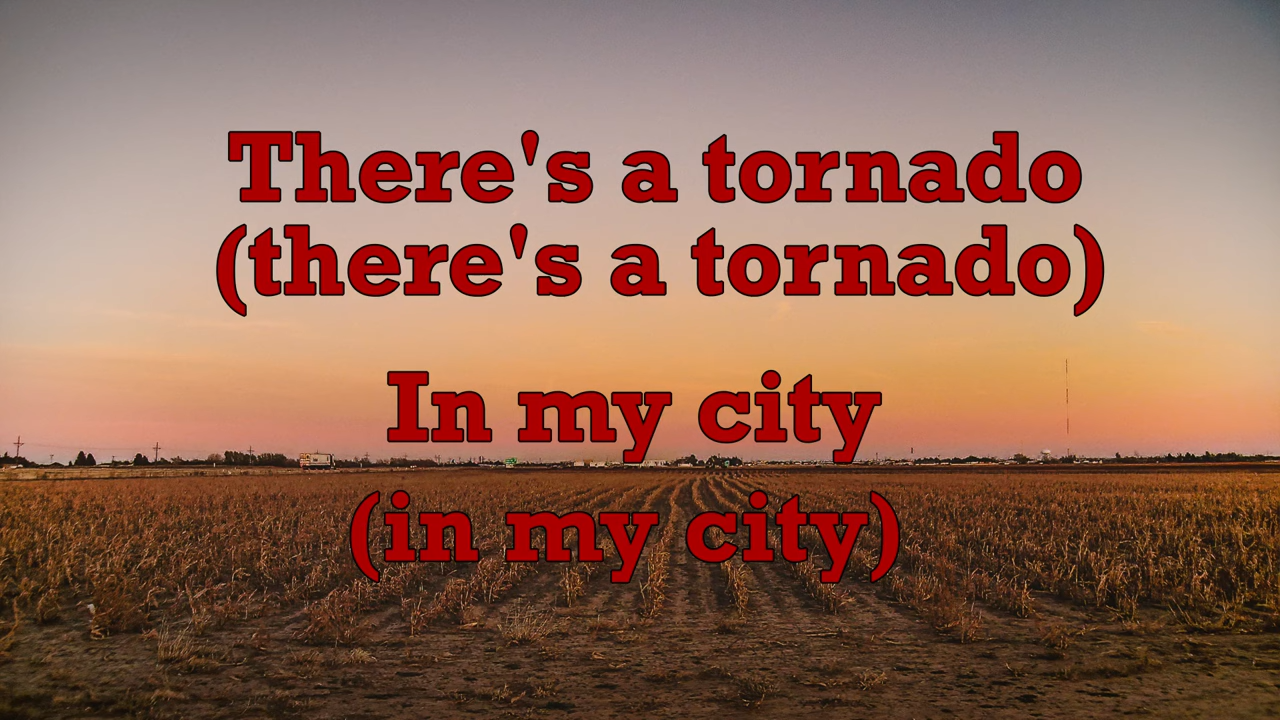 There's a tornado
(there's a tornado)
In my city
(in my city)